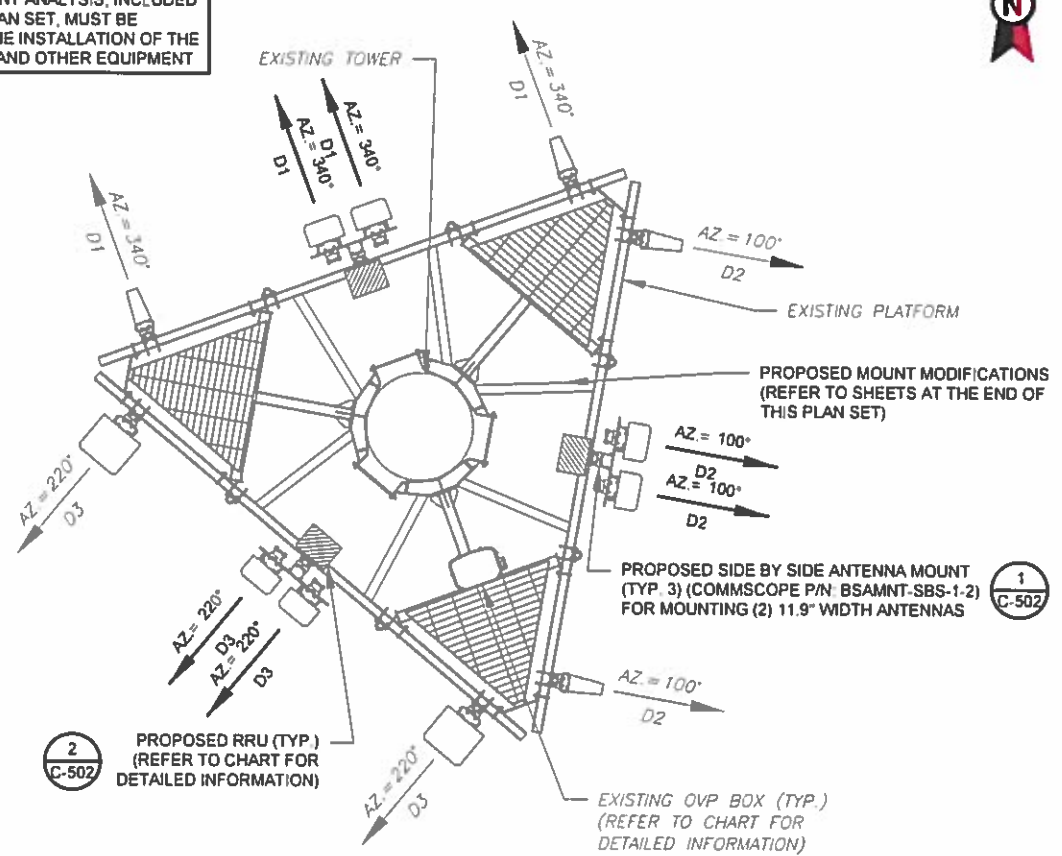 NT ANALYSIS, INCLUDED
AN SET, MUST BE
HE INSTALLATION OF THE
AND OTHER EQUIPMENT
N
EXISTING TOWER
AZ.= 340°
D1
AZ.= 340°
D1
AZ.= 340°
D1
AZ.= 340°
D1
AZ.= 100°
D2
EXISTING PLATFORM
PROPOSED MOUNT MODIFICATIONS
(REFER TO SHEETS AT THE END OF
THIS PLAN SET)
AZ.= 100°
D2
AZ.= 100°
D2
AZ.= 220°
D3
PROPOSED SIDE BY SIDE ANTENNA MOUNT
(TYP. 3) (COMMSCOPE P/N: BSAMNT-SBS-1-2)
FOR MOUNTING (2) 11.9" WIDTH ANTENNAS
1
C-502
AZ.= 220°
D3
AZ.= 220°
D3
AZ.= 100°
D2
2
C-502
PROPOSED RRU (TYP.)
(REFER TO CHART FOR
DETAILED INFORMATION)
AZ.= 220°
D3
EXISTING OVP BOX (TYP.)
(REFER TO CHART FOR
DETAILED INFORMATION)